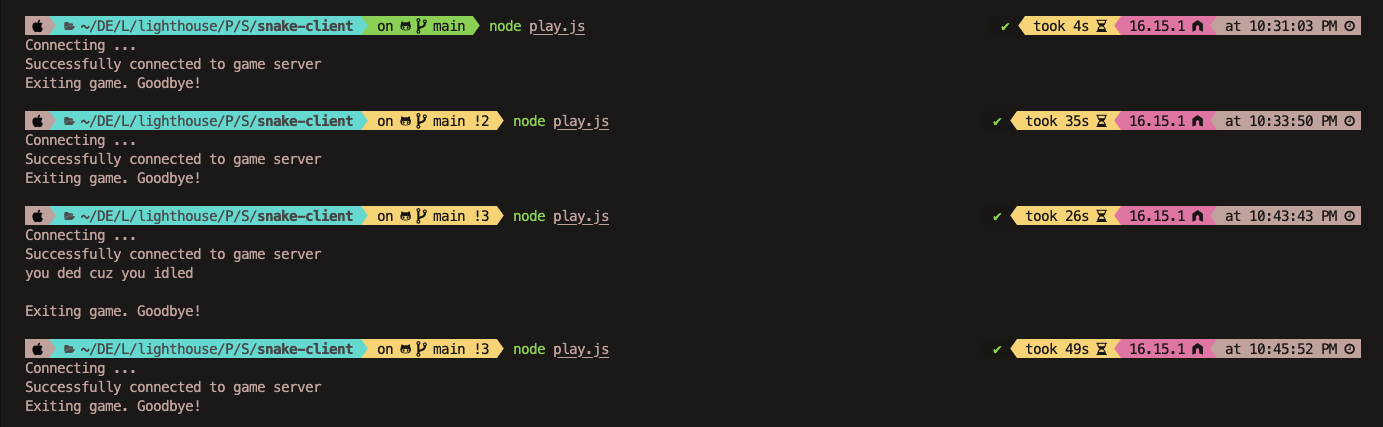 ~/DE/L/lighthouse/P/S/snake-client on main node play.js ✔ took 4s 16.15.1 at 10:31:03 PM
Connecting ...
Successfully connected to game server
Exiting game. Goodbye!
~/DE/L/lighthouse/P/S/snake-client on main !2 node play.js ✔ took 35s 16.15.1 at 10:33:50 PM
Connecting ...
Successfully connected to game server
Exiting game. Goodbye!
~/DE/L/lighthouse/P/S/snake-client on main !3 node play.js ✔ took 26s 16.15.1 at 10:43:43 PM
Connecting ...
Successfully connected to game server
you ded cuz you idled
Exiting game. Goodbye!
~/DE/L/lighthouse/P/S/snake-client on main !3 node play.js ✔ took 49s 16.15.1 at 10:45:52 PM
Connecting ...
Successfully connected to game server
Exiting game. Goodbye!